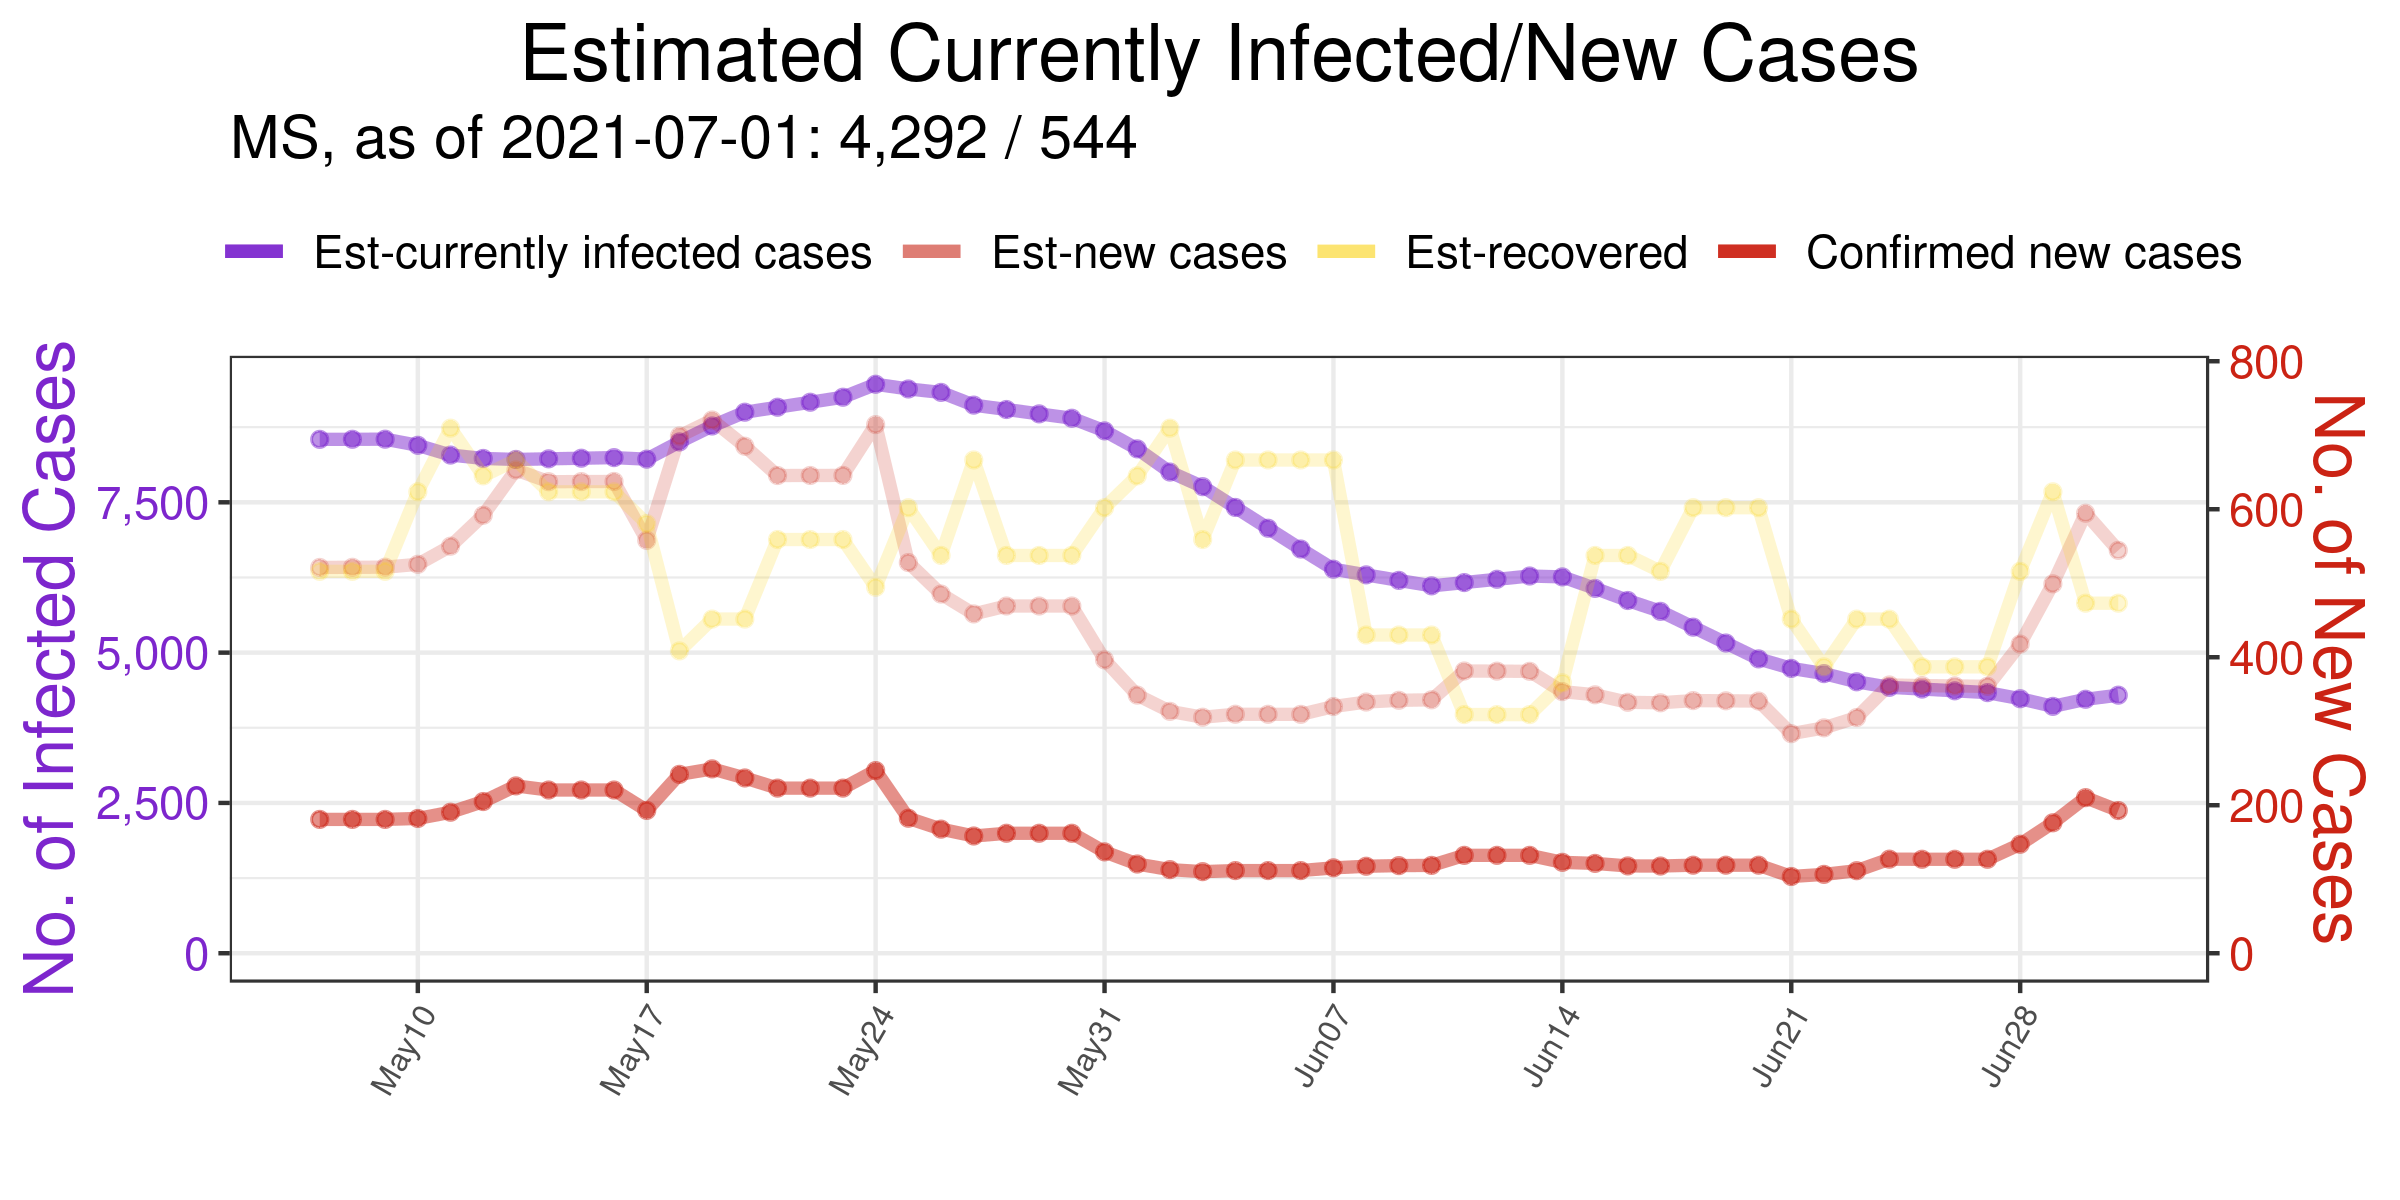 Estimated Currently Infected/New Cases
MS, as of 2021-07-01: 4,292 / 544
Est-currently infected cases Est-new cases Est-recovered Confirmed new cases
No. of Infected Cases
7,500
5,000
2,500
0
800
600
400
200
0
No. of New Cases
May10 May17 May24 May31 Jun07 Jun14 Jun21 Jun28